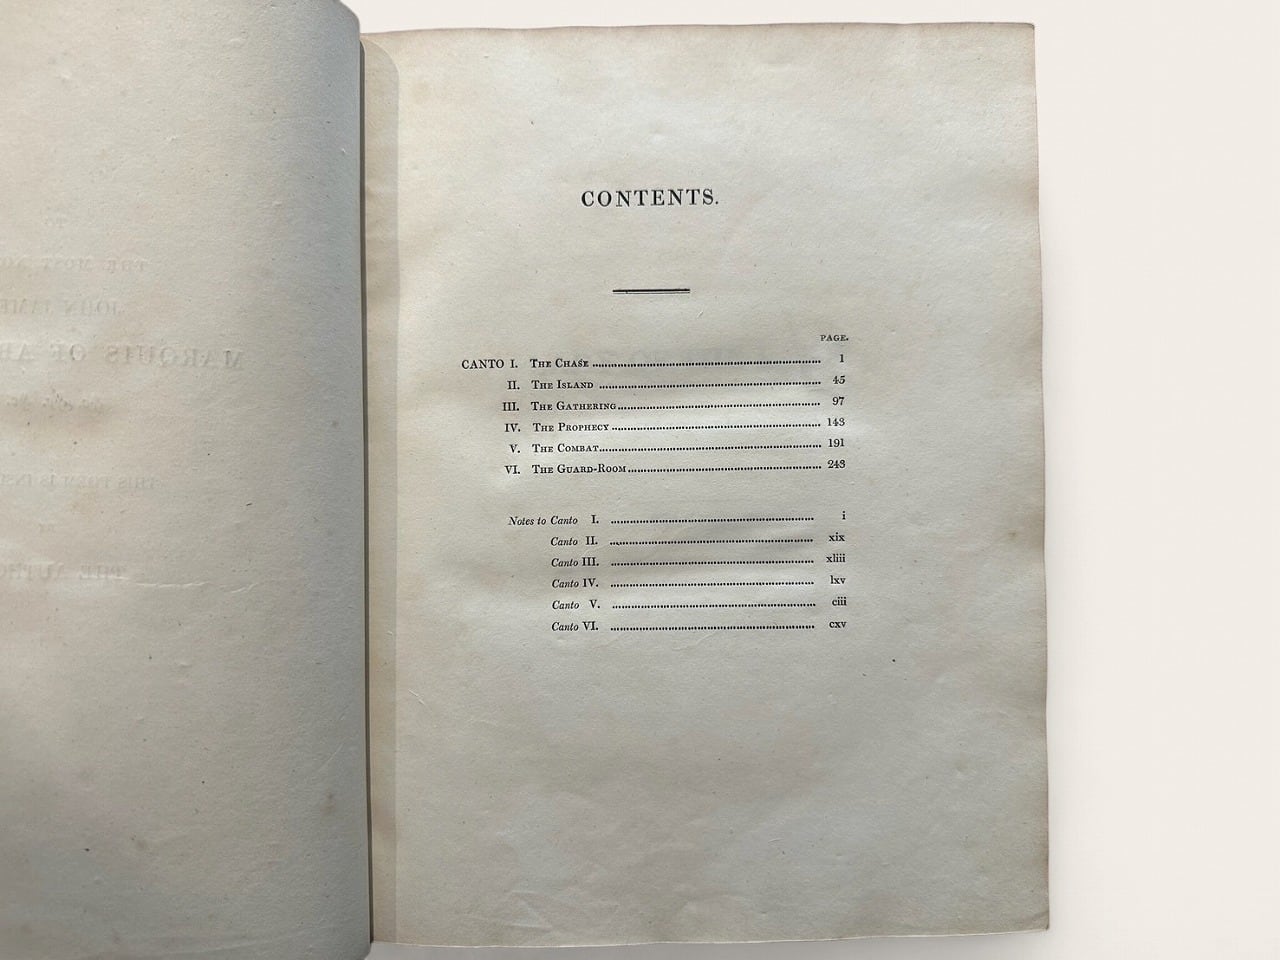 CONTENTS.
PAGE.
CANTO I. The Chase ........ 1
II. The Island ........ 45
III. The Gathering ........ 97
IV. The Prophecy ........ 143
V. The Combat ........ 191
VI. The Guard-Room ........ 243
Notes to Canto I. ........ i
Canto II. ........ xix
Canto III. ........ xliii
Canto IV. ........ lxv
Canto V. ........ ciii
Canto VI. ........ cxv